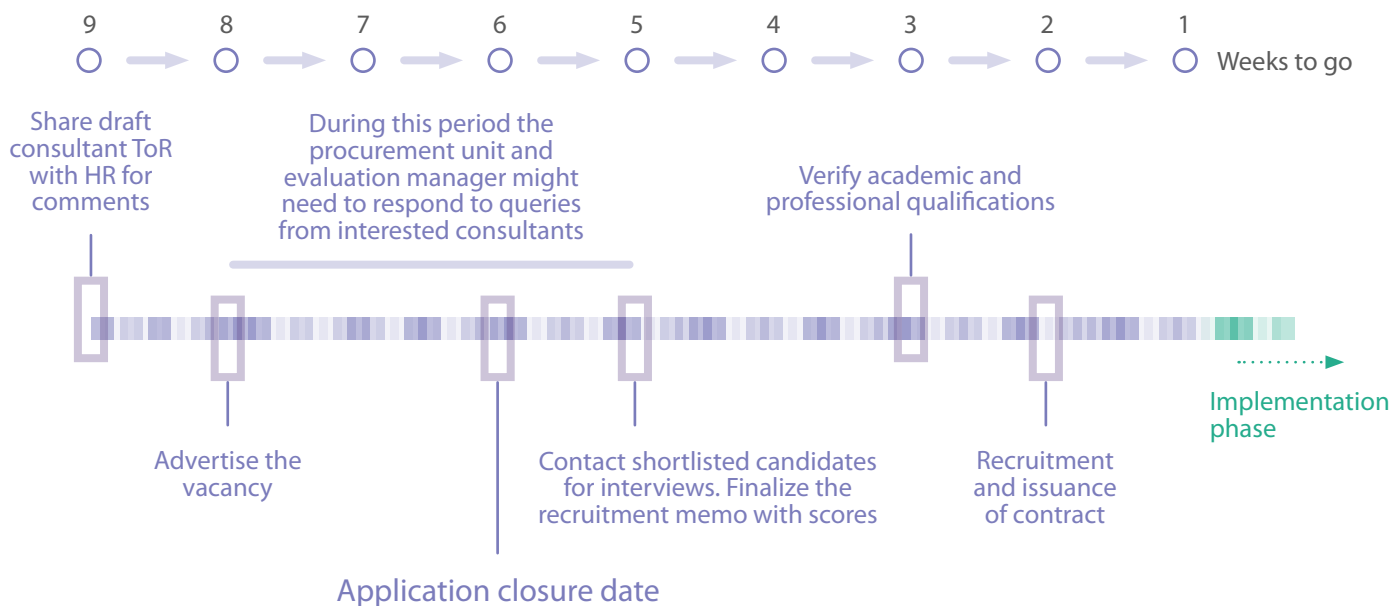 9 8 7 6 5 4 3 2 1
Weeks to go
Share draft
consultant ToR
with HR for
comments
During this period the
procurement unit and
evaluation manager might
need to respond to queries
from interested consultants
Verify academic and
professional qualifications
Implementation
phase
Advertise the
vacancy
Contact shortlisted candidates
for interviews. Finalize the
recruitment memo with scores
Recruitment
and issuance
of contract
Application closure date